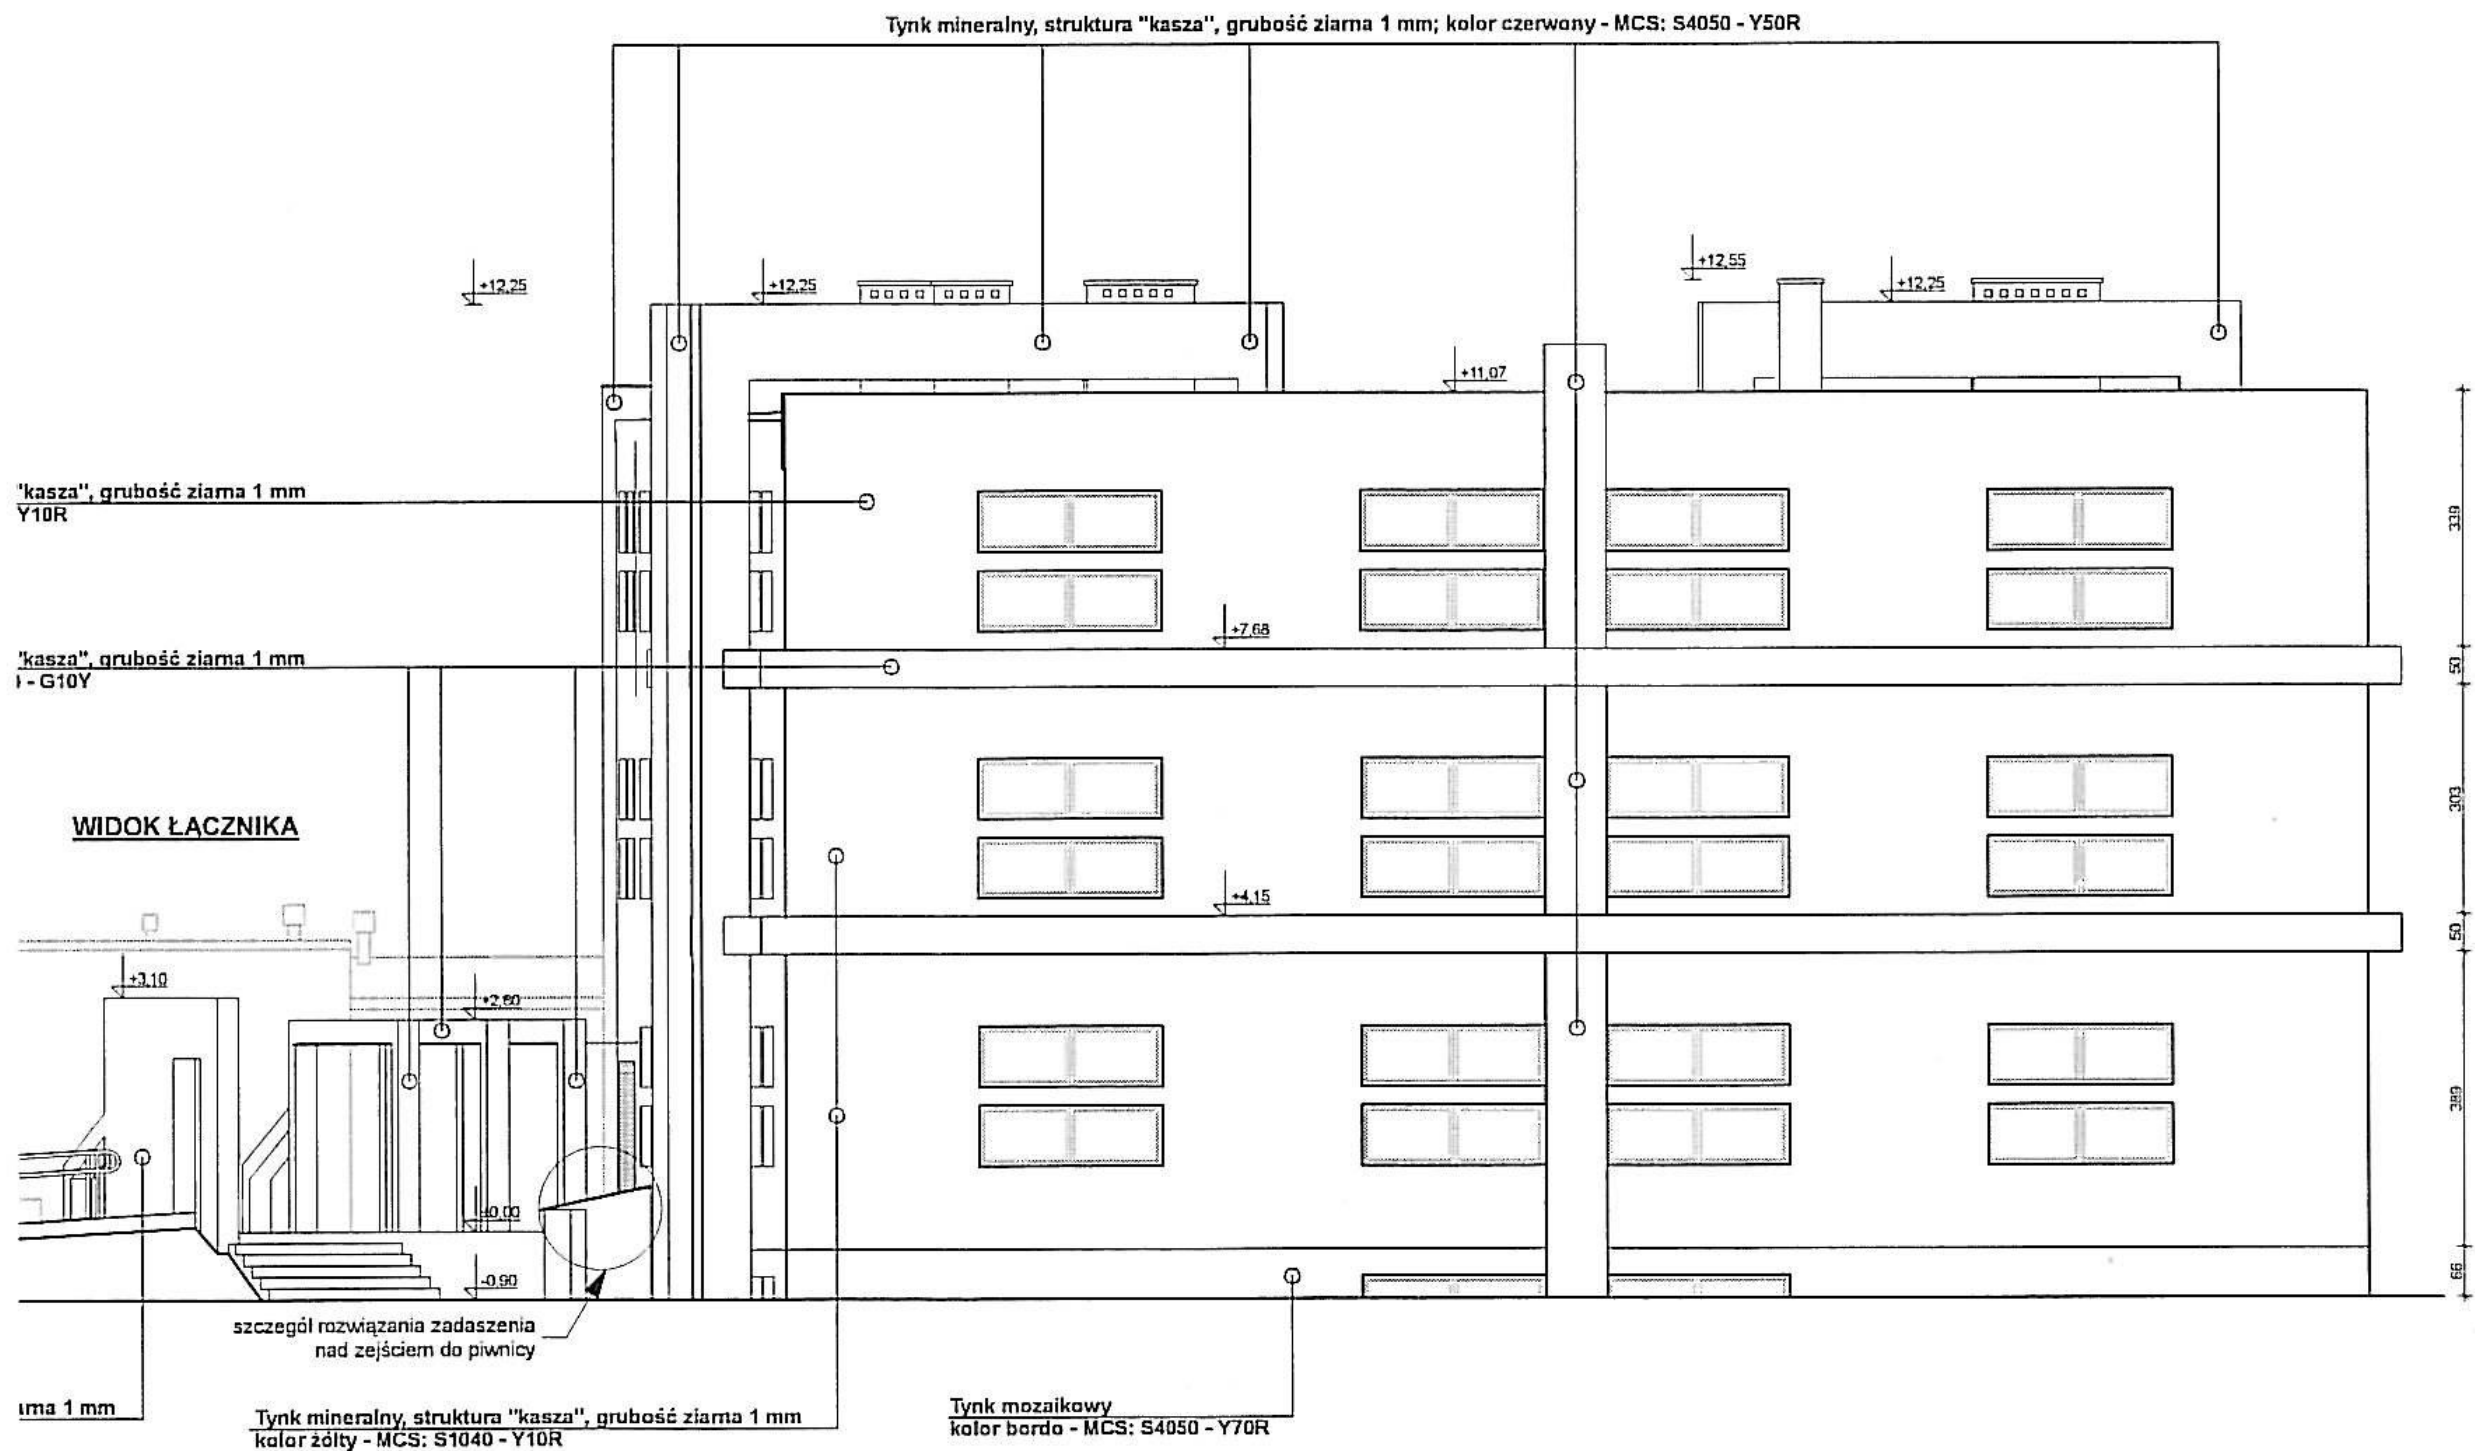 Tynk mineralny, struktura "kasza", grubość ziarna 1 mm; kolor czerwony - MCS: S4050 - Y50R
+12,55
+12,25
+12,25
+12,25
+11,07
"kasza", grubość ziarna 1 mm
Y10R
339
+7,68
"kasza", grubość ziarna 1 mm
- G10Y
50
303
WIDOK ŁĄCZNIKA
+4,15
50
+3,10
+2,80
389
±0,00
-0,90
66
szczegół rozwiązania zadaszenia
nad zejściem do piwnicy
1 mm
Tynk mineralny, struktura "kasza", grubość ziarna 1 mm
kolor żółty - MCS: S1040 - Y10R
Tynk mozaikowy
kolor bordo - MCS: S4050 - Y70R